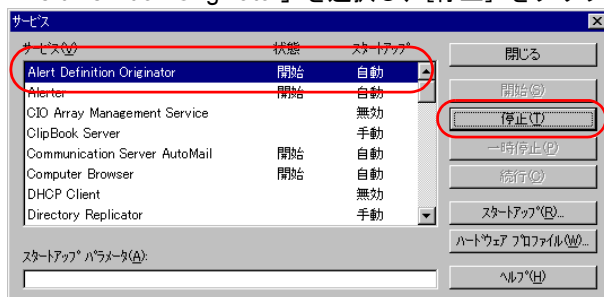 サービス
サービス(V) 状態 スタートアップ
Alert Definition Originator 開始 自動
Alerter 開始 自動
CIO Array Management Service 無効
ClipBook Server 手動
Communication Server AutoMail 開始 自動
Computer Browser 開始 自動
DHCP Client 無効
Directory Replicator 手動
スタートアップ パラメータ(A):
閉じる
開始(S)
停止(T)
一時停止(P)
続行(C)
スタートアップ(R)...
ハードウェア プロファイル(W)...
ヘルプ(H)